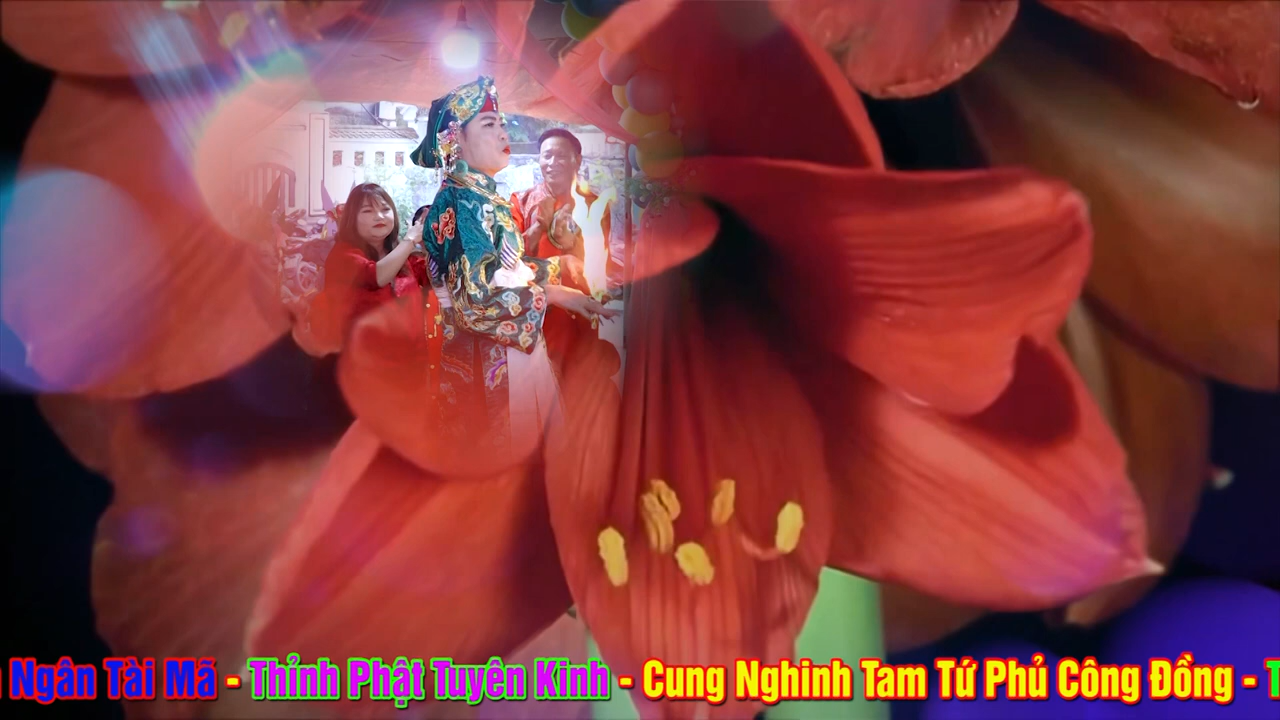 Ngân Tài Mã - Thỉnh Phật Tuyên Kinh - Cung Nghinh Tam Tứ Phủ Công Đồng - T